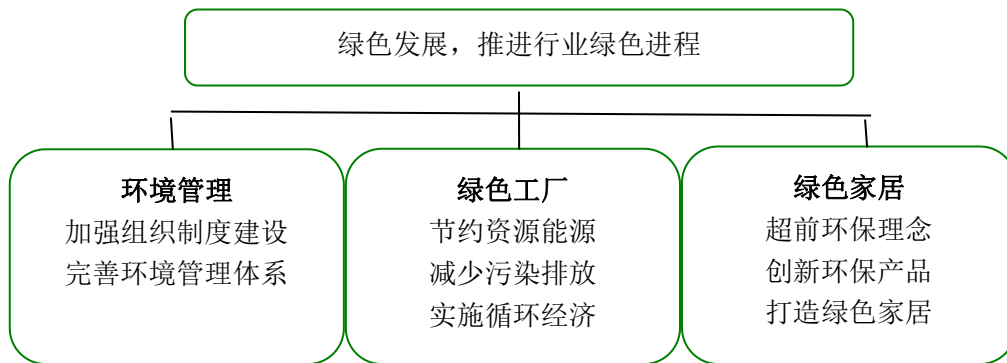 绿色发展，推进行业绿色进程
环境管理
加强组织制度建设
完善环境管理体系
绿色工厂
节约资源能源
减少污染排放
实施循环经济
绿色家居
超前环保理念
创新环保产品
打造绿色家居